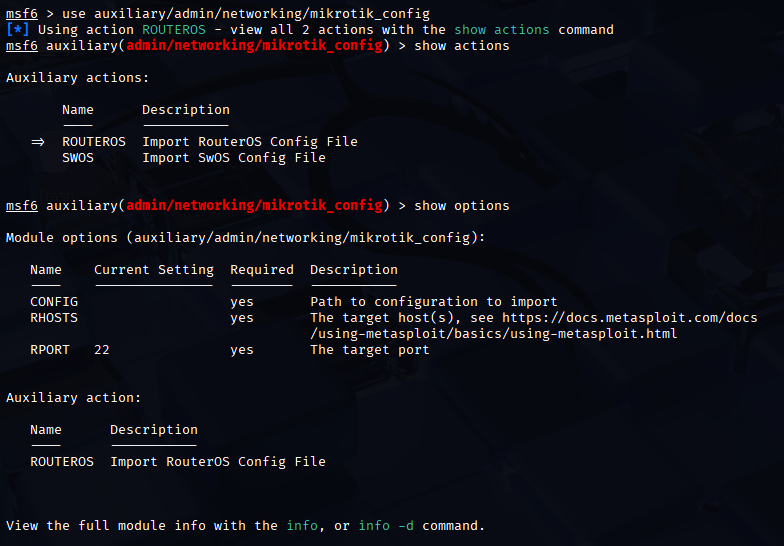 msf6 > use auxiliary/admin/networking/mikrotik_config
[*] Using action ROUTEROS - view all 2 actions with the show actions command
msf6 auxiliary(admin/networking/mikrotik_config) > show actions
Auxiliary actions:
Name Description
---- -----------
=> ROUTEROS Import RouterOS Config File
SWOS Import SwOS Config File
msf6 auxiliary(admin/networking/mikrotik_config) > show options
Module options (auxiliary/admin/networking/mikrotik_config):
Name Current Setting Required Description
---- --------------- -------- -----------
CONFIG yes Path to configuration to import
RHOSTS yes The target host(s), see https://docs.metasploit.com/docs
/using-metasploit/basics/using-metasploit.html
RPORT 22 yes The target port
Auxiliary action:
Name Description
---- -----------
ROUTEROS Import RouterOS Config File
View the full module info with the info, or info -d command.